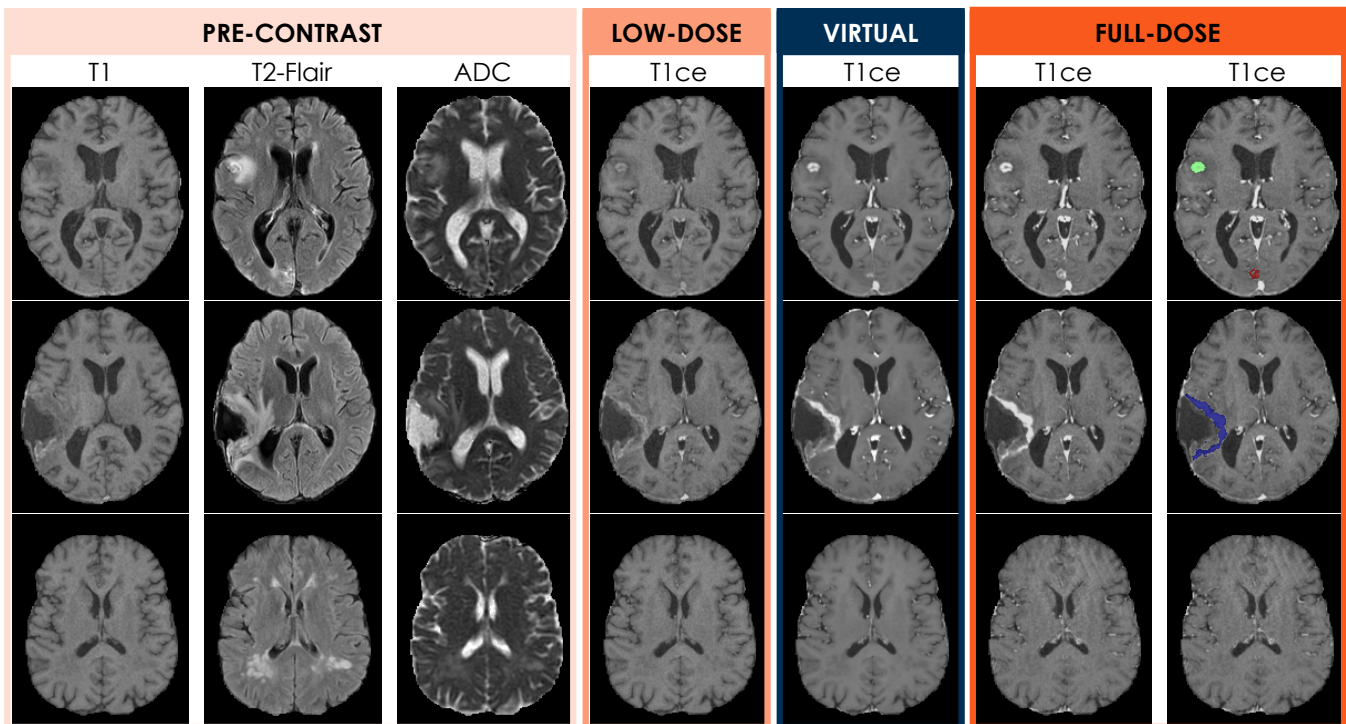 PRE-CONTRAST LOW-DOSE VIRTUAL FULL-DOSE
T1 T2-Flair ADC T1ce T1ce T1ce T1ce